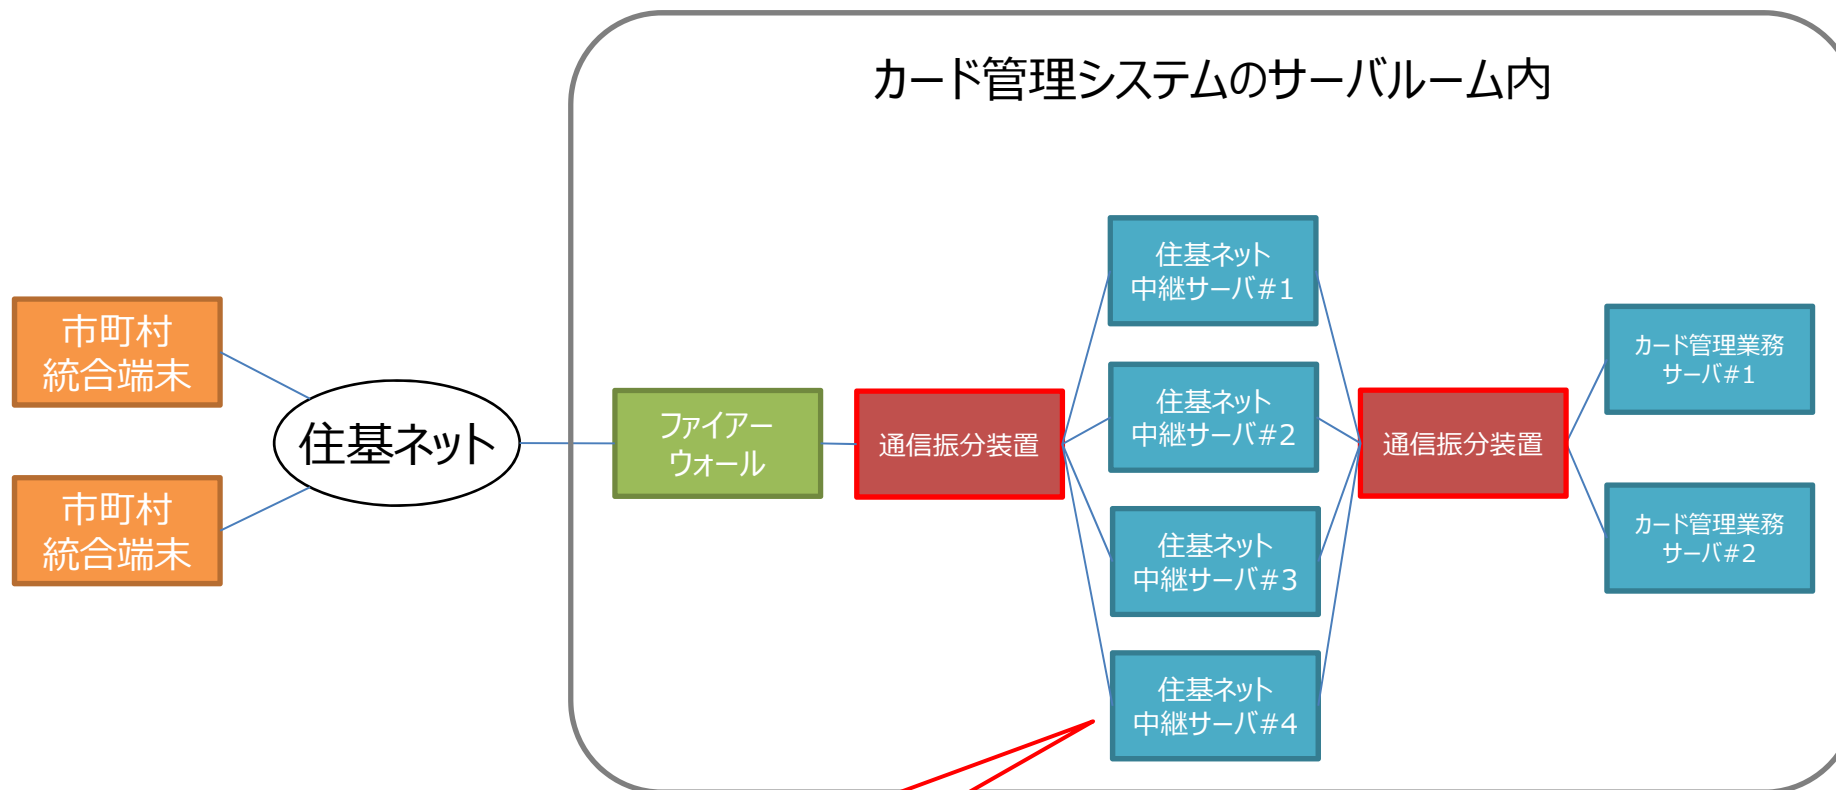 カード管理システムのサーバルーム内
市町村
統合端末
市町村
統合端末
住基ネット
ファイアー
ウォール
通信振分装置
住基ネット
中継サーバ#1
住基ネット
中継サーバ#2
住基ネット
中継サーバ#3
住基ネット
中継サーバ#4
通信振分装置
カード管理業務
サーバ#1
カード管理業務
サーバ#2